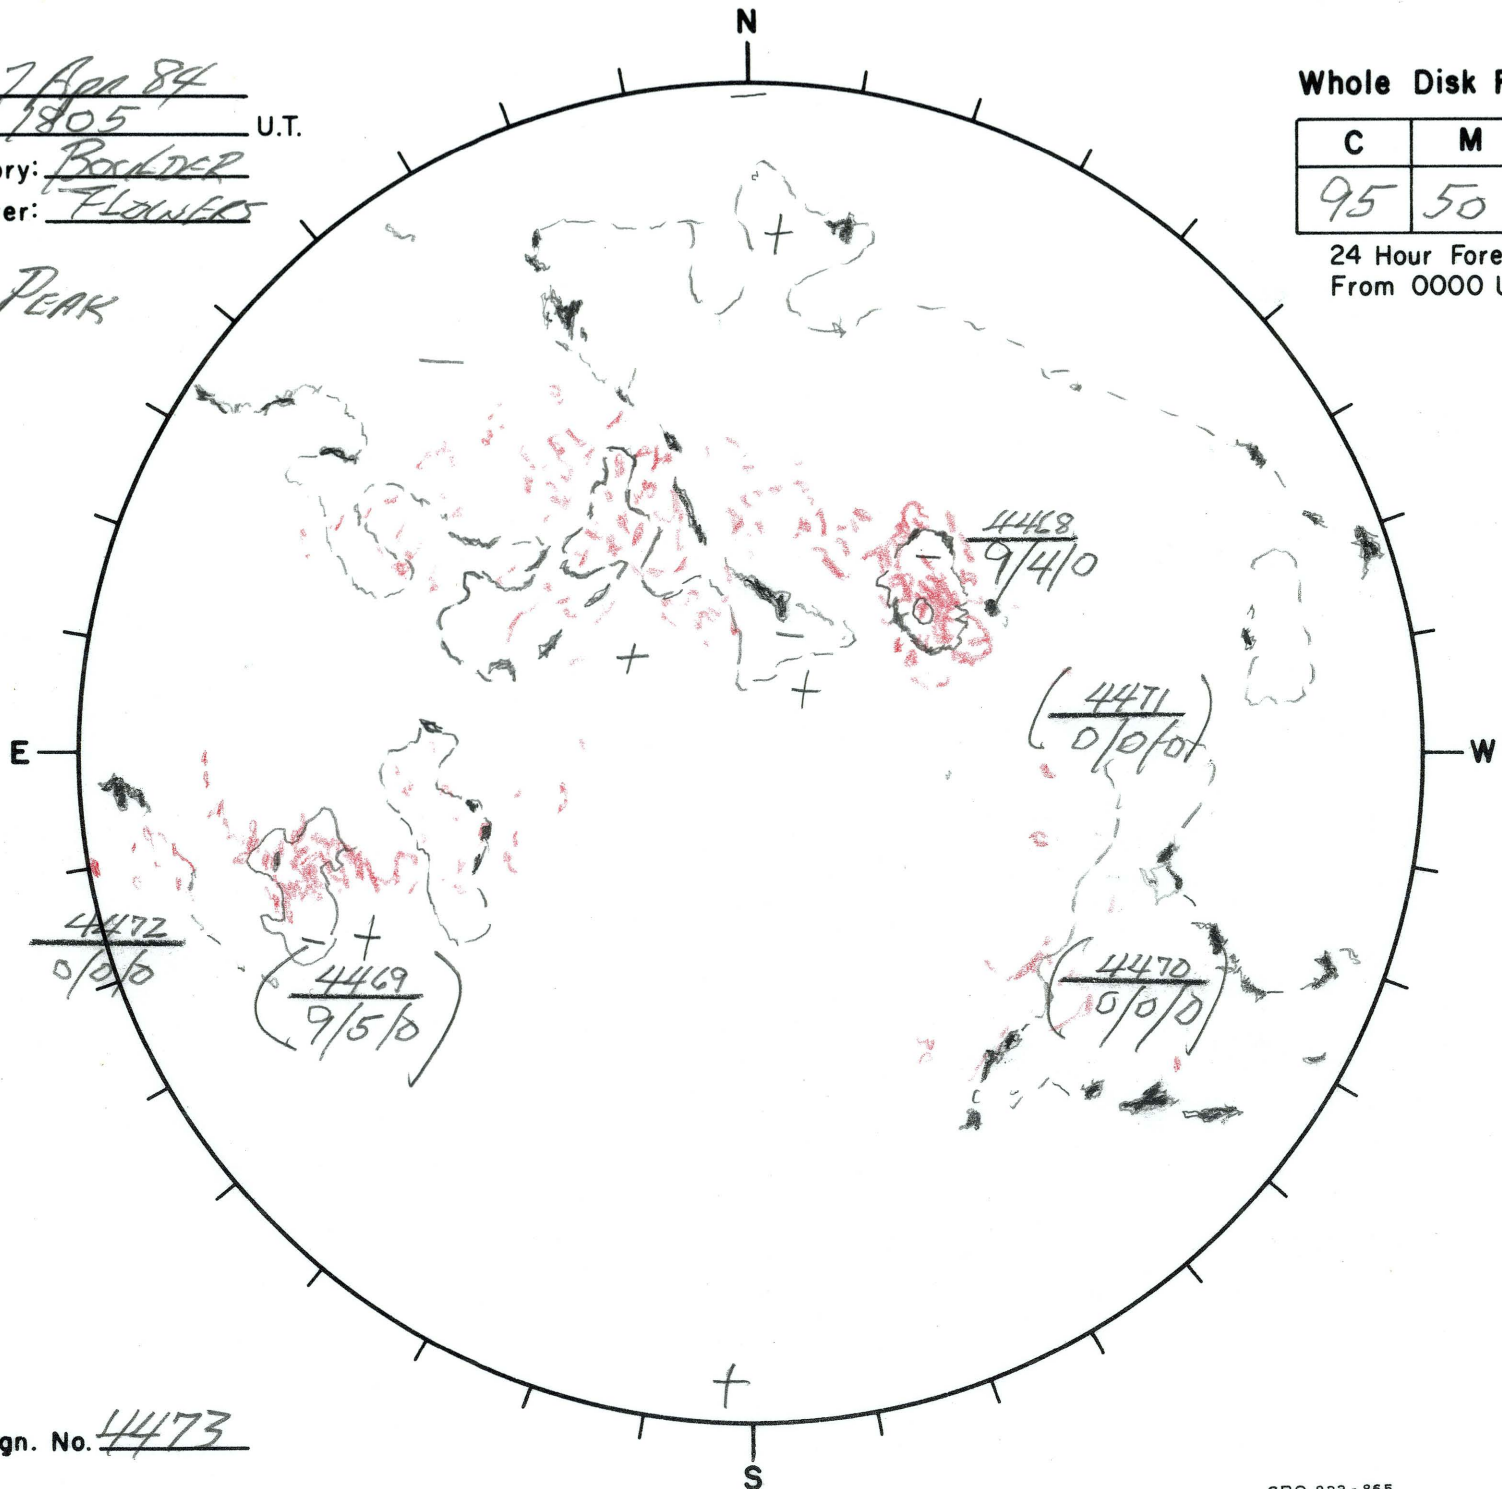 N
7 Apr 84
1805 U.T.
ory: BOULDER
er: FLOWERS
PEAK
Whole Disk F
C M
95 50
24 Hour Fore
From 0000 U
+
4468
9/4/0
+
+
4471
0/0/0
E
W
4472
0/0/0
+
(4469
9/5/0)
(4470
0/0/0)
+
gn. No. 4473
S